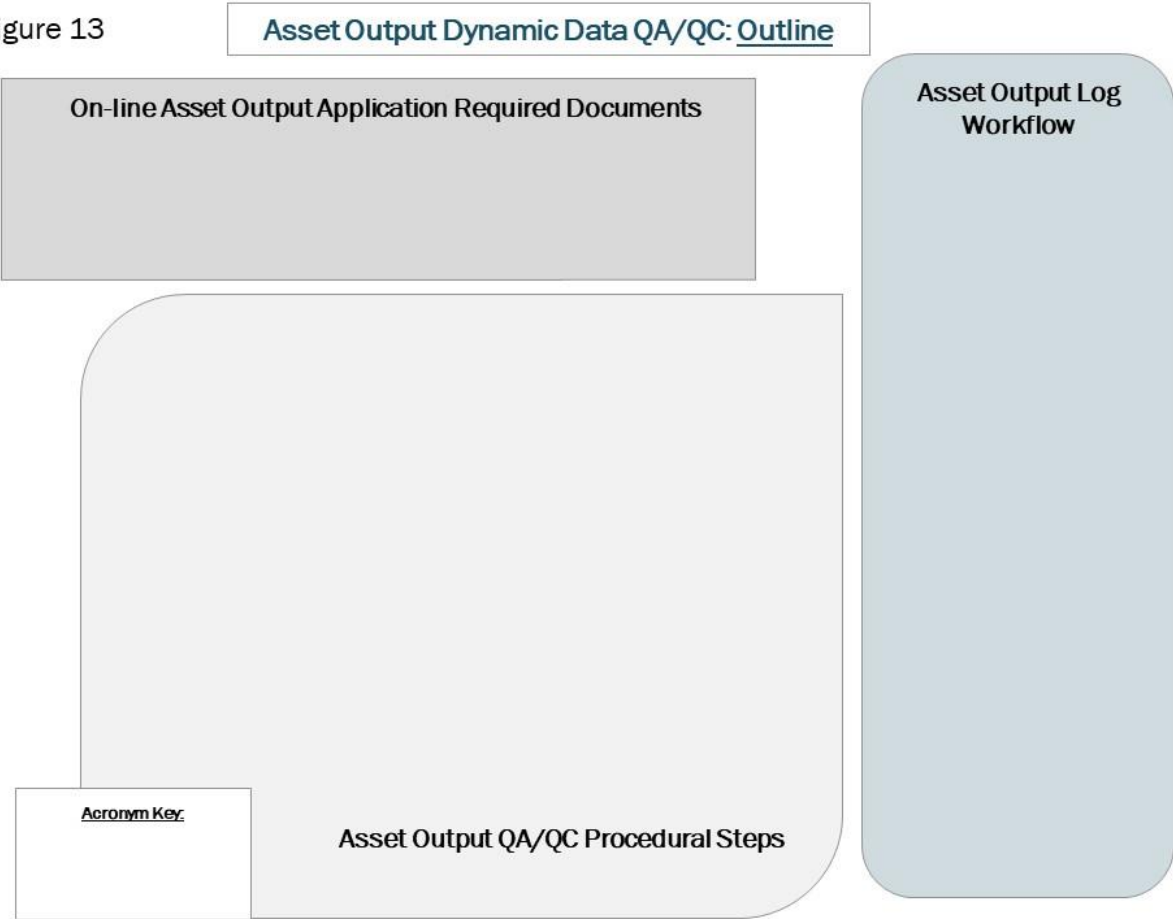 igure 13
Asset Output Dynamic Data QA/QC: Outline
On-line Asset Output Application Required Documents
Asset Output Log
Workflow
Acronym Key:
Asset Output QA/QC Procedural Steps